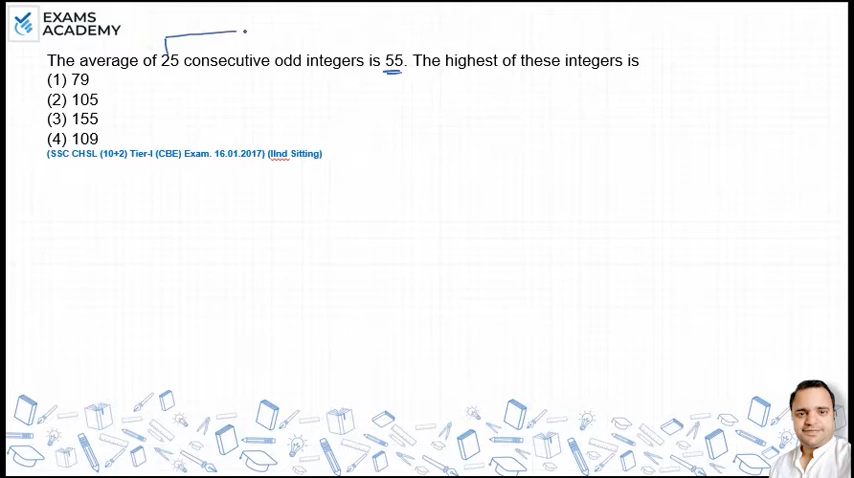 EXAMS
ACADEMY
The average of 25 consecutive odd integers is 55. The highest of these integers is
(1) 79
(2) 105
(3) 155
(4) 109
(SSC CHSL (10+2) Tier-I (CBE) Exam. 16.01.2017) (IInd Sitting)